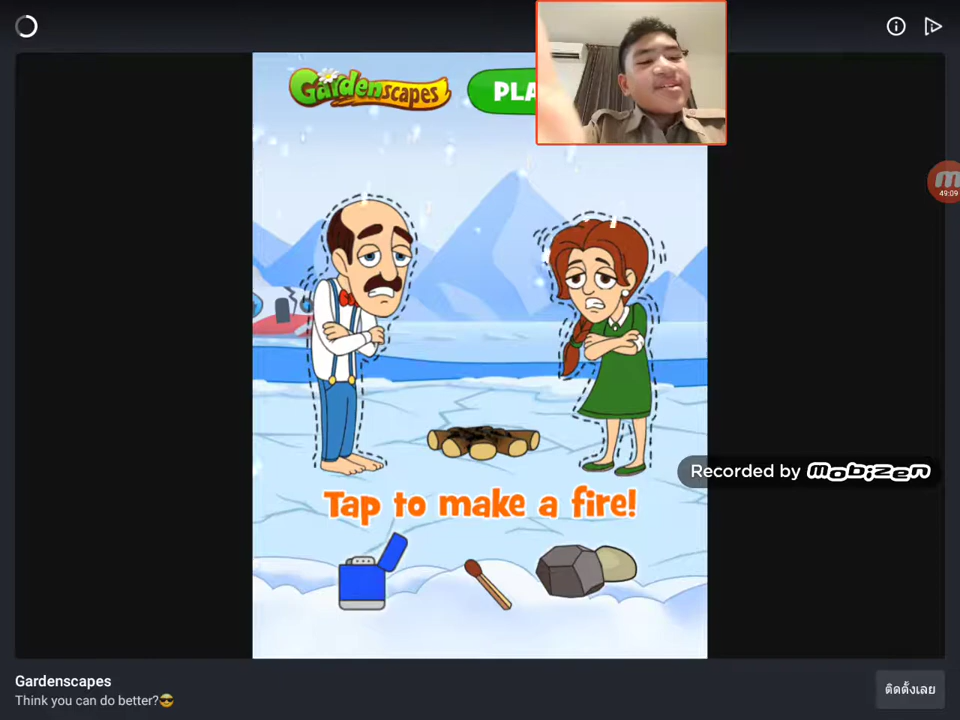 Gardenscapes
PLA
49:09
Recorded by Mobizen
Tap to make a fire!
Gardenscapes
Think you can do better?😎
ติดตั้งเลย